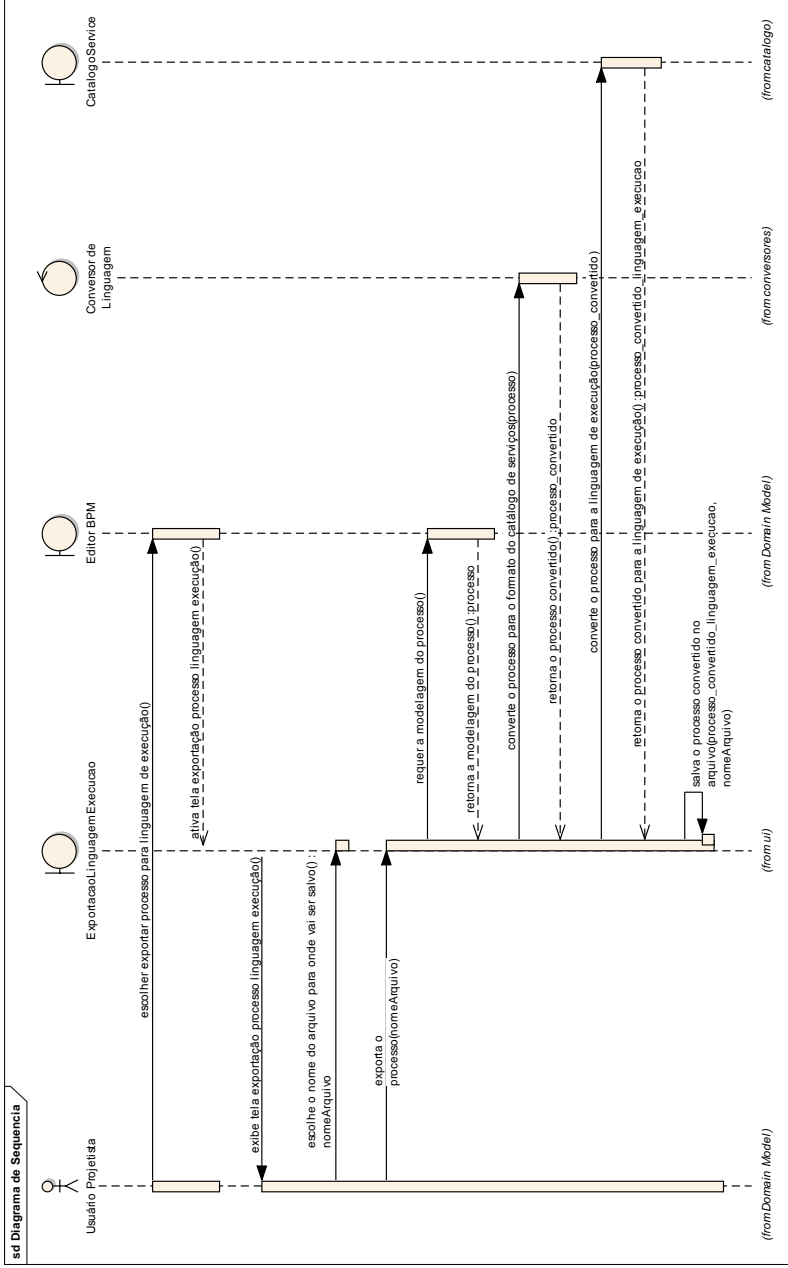 sd Diagrama de Sequencia
Usuário Projetista
ExportacaoLinguagemExecucao
Editor BPM
Conversor de
Linguagem
CatalogoService
escolher exportar processo para linguagem de execução()
ativa tela exportação processo linguagem execução()
exibe tela exportação processo linguagem execução()
escolhe o nome do arquivo para onde vai ser salvo() :
nomeArquivo
exporta o
processo(nomeArquivo)
requer a modelagem do processo()
retorna a modelagem do processo() :processo
converte o processo para o formato do catálogo de serviços(processo)
retorna o processo convertido() :processo_convertido
converte o processo para a linguagem de execução(processo_convertido)
retorna o processo convertido para a linguagem de execução() :processo_convertido_linguagem_execucao
salva o processo convertido no
arquivo(processo_convertido_linguagem_execucao,
nomeArquivo)
(from Domain Model)
(from ui)
(from Domain Model)
(from conversores)
(from catalogo)